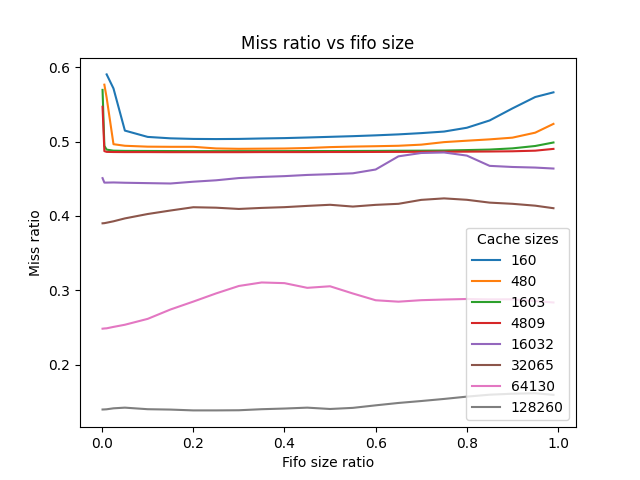 Miss ratio vs fifo size
Miss ratio
0.6
0.5
0.4
0.3
0.2
Cache sizes
160
480
1603
4809
16032
32065
64130
128260
0.0 0.2 0.4 0.6 0.8 1.0
Fifo size ratio